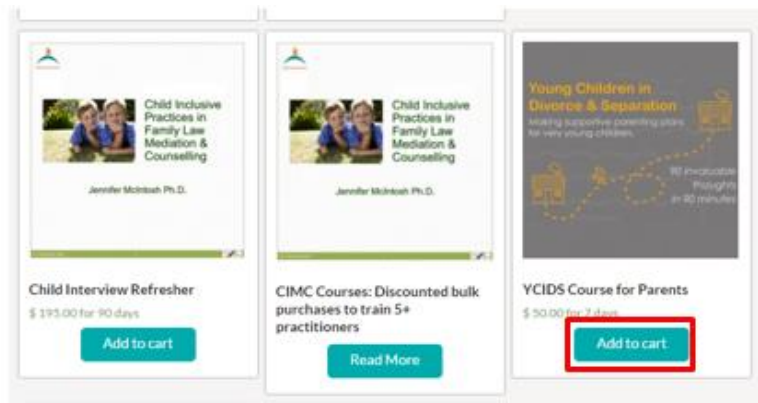 Child Inclusive
Practices in
Family Law
Mediation &
Counselling
Jennifer McIntosh Ph.D.
Child Interview Refresher
$ 195.00 for 90 days
Add to cart
Child Inclusive
Practices in
Family Law
Mediation &
Counselling
Jennifer McIntosh Ph.D.
CIMC Courses: Discounted bulk
purchases to train 5+
practitioners
Read More
Young Children in
Divorce & Separation
Making supportive parenting plans
for very young children.
90 invaluable
thoughts
in 90 minutes
YCIDS Course for Parents
$ 50.00 for 7 days
Add to cart